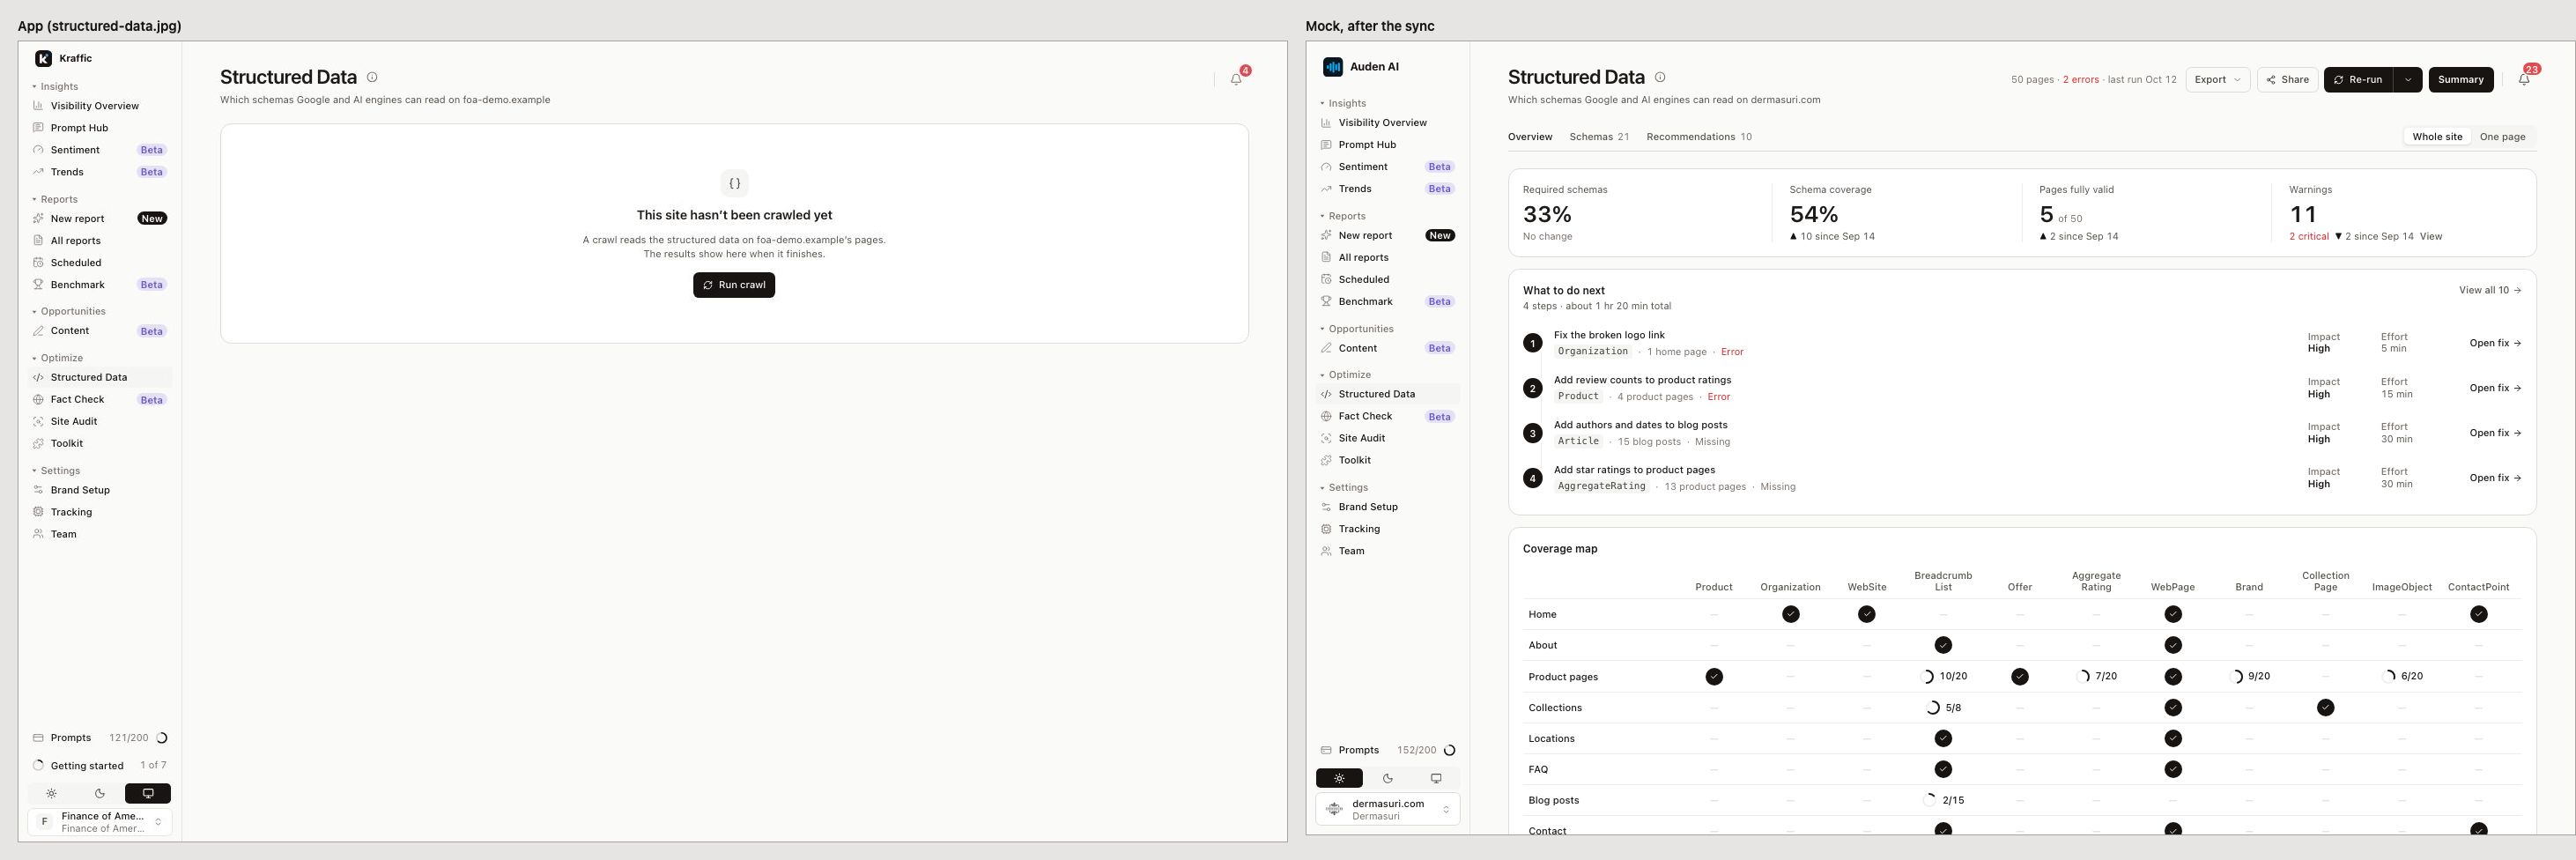 App (structured-data.jpg)
Kraffic
Insights
Visibility Overview
Prompt Hub
Sentiment Beta
Trends Beta
Reports
New report New
All reports
Scheduled
Benchmark Beta
Opportunities
Content Beta
Optimize
Structured Data
Fact Check Beta
Site Audit
Toolkit
Settings
Brand Setup
Tracking
Team
Prompts 121/200
Getting started 1 of 7
F Finance of Ame...
Finance of Amer...
Structured Data
4
Which schemas Google and AI engines can read on foa-demo.example
{ }
This site hasn’t been crawled yet
A crawl reads the structured data on foa-demo.example’s pages.
The results show here when it finishes.
Run crawl
Mock, after the sync
Auden AI
Insights
Visibility Overview
Prompt Hub
Sentiment Beta
Trends Beta
Reports
New report New
All reports
Scheduled
Benchmark Beta
Opportunities
Content Beta
Optimize
Structured Data
Fact Check Beta
Site Audit
Toolkit
Settings
Brand Setup
Tracking
Team
Prompts 152/200
dermasuri.com
Dermasuri
Structured Data
50 pages · 2 errors · last run Oct 12 Export Share Re-run Summary 23
Which schemas Google and AI engines can read on dermasuri.com
Overview Schemas 21 Recommendations 10 Whole site One page
Required schemas Schema coverage Pages fully valid Warnings
33% 54% 5 of 50 11
No change ▲ 10 since Sep 14 ▲ 2 since Sep 14 2 critical ▼ 2 since Sep 14 View
What to do next View all 10 →
4 steps · about 1 hr 20 min total
1 Fix the broken logo link Impact Effort
Organization · 1 home page · Error High 5 min Open fix →
2 Add review counts to product ratings Impact Effort
Product · 4 product pages · Error High 15 min Open fix →
3 Add authors and dates to blog posts Impact Effort
Article · 15 blog posts · Missing High 30 min Open fix →
4 Add star ratings to product pages Impact Effort
AggregateRating · 13 product pages · Missing High 30 min Open fix →
Coverage map
Product Organization WebSite Breadcrumb List Offer Aggregate Rating WebPage Brand Collection Page ImageObject ContactPoint
Home
About
Product pages 10/20 7/20 9/20 6/20
Collections 5/8
Locations
FAQ
Blog posts 2/15
Contact